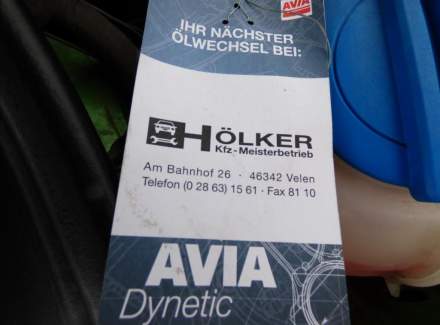 AVIA
IHR NÄCHSTER
ÖLWECHSEL BEI:
HÖLKER
Kfz-Meisterbetrieb
Am Bahnhof 26 · 46342 Velen
Telefon (0 28 63) 15 61 · Fax 81 10
AVIA
Dynetic